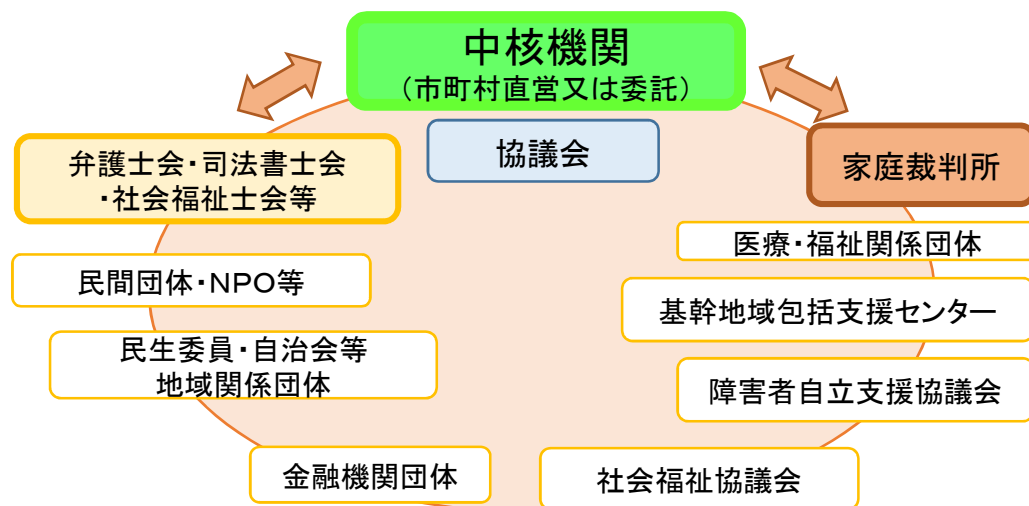 中核機関
（市町村直営又は委託）
協議会
弁護士会・司法書士会
・社会福祉士会等
家庭裁判所
医療・福祉関係団体
民間団体・NPO等
基幹地域包括支援センター
民生委員・自治会等
地域関係団体
障害者自立支援協議会
金融機関団体
社会福祉協議会